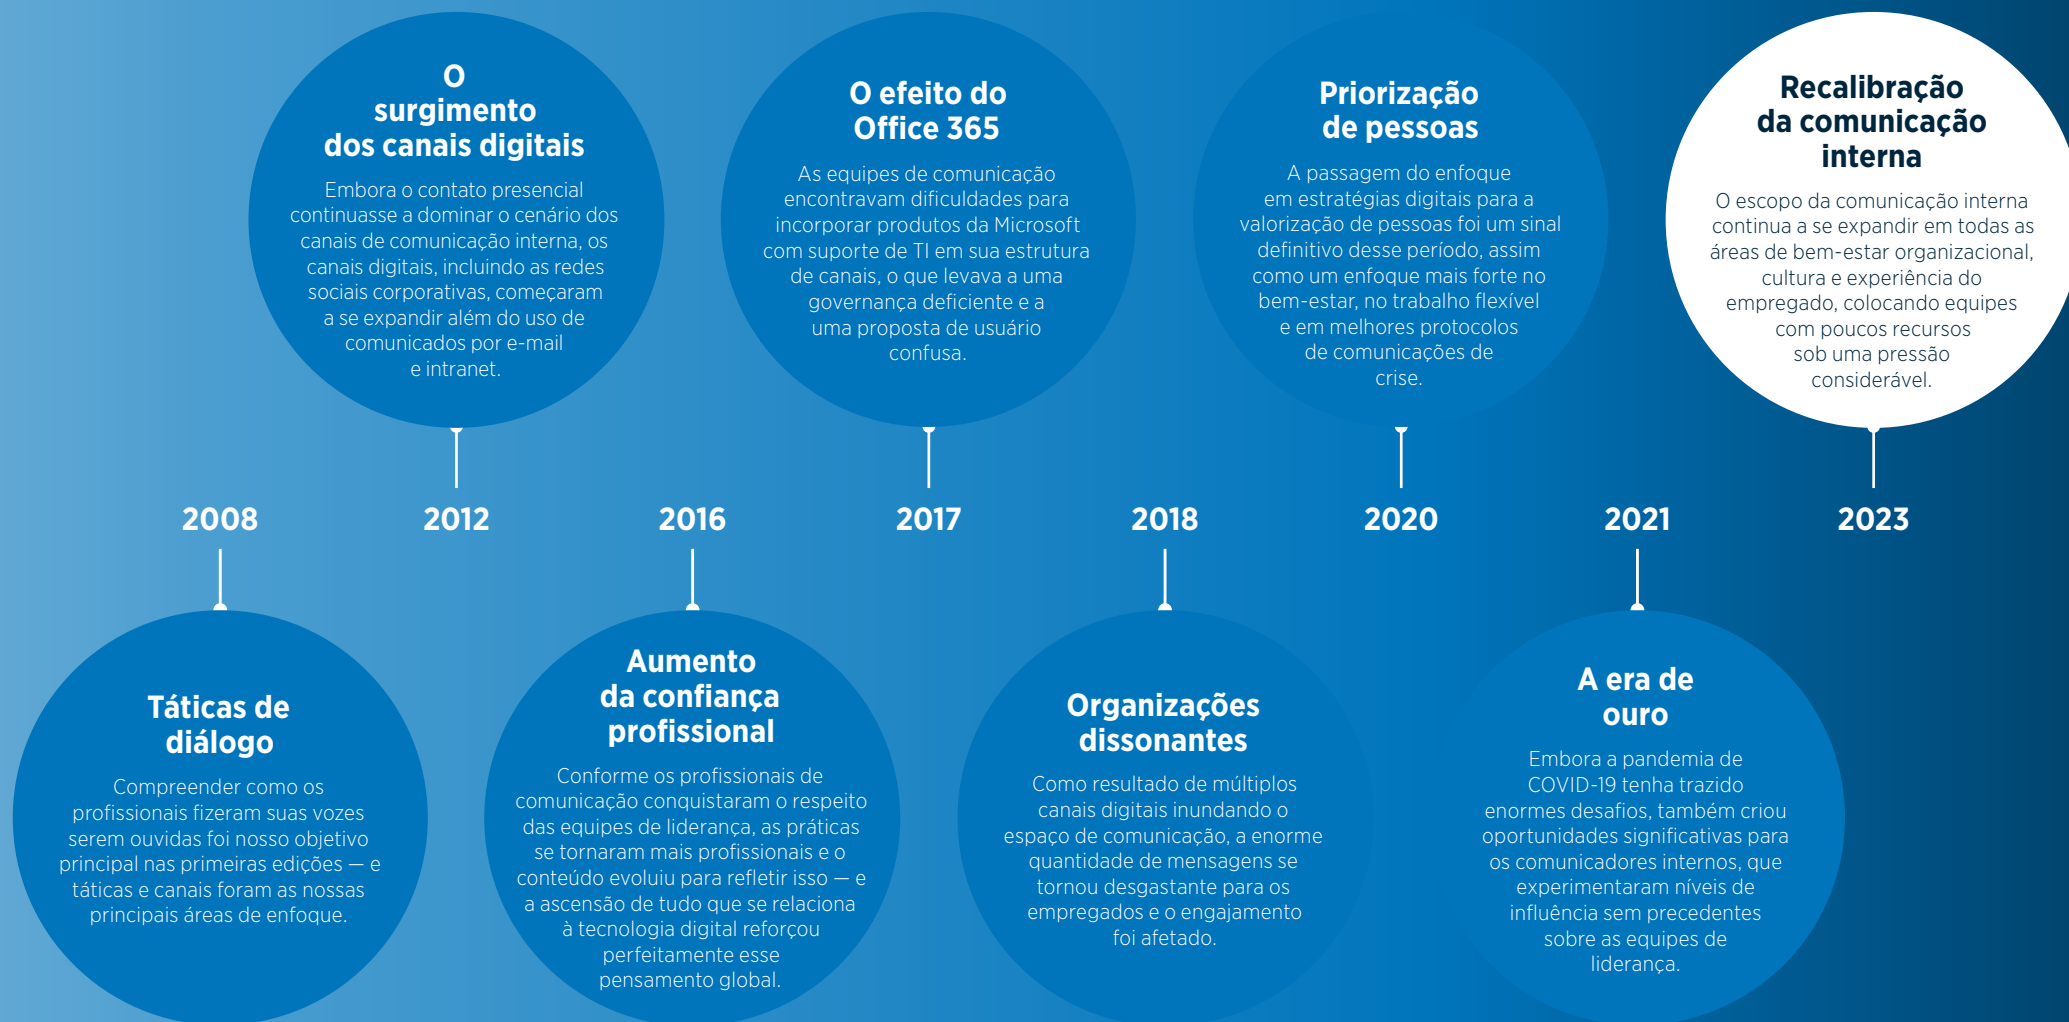 O
surgimento
dos canais digitais
Embora o contato presencial
continuasse a dominar o cenário dos
canais de comunicação interna, os
canais digitais, incluindo as redes
sociais corporativas, começaram
a se expandir além do uso de
comunicados por e-mail
e intranet.
O efeito do
Office 365
As equipes de comunicação
encontravam dificuldades para
incorporar produtos da Microsoft
com suporte de TI em sua estrutura
de canais, o que levava a uma
governança deficiente e a
uma proposta de usuário
confusa.
Priorização
de pessoas
A passagem do enfoque
em estratégias digitais para a
valorização de pessoas foi um sinal
definitivo desse período, assim
como um enfoque mais forte no
bem-estar, no trabalho flexível
e em melhores protocolos
de comunicações de
crise.
Recalibração
da comunicação
interna
O escopo da comunicação interna
continua a se expandir em todas as
áreas de bem-estar organizacional,
cultura e experiência do
empregado, colocando equipes
com poucos recursos
sob uma pressão
considerável.
2008
2012
2016
2017
2018
2020
2021
2023
Táticas de
diálogo
Compreender como os
profissionais fizeram suas vozes
serem ouvidas foi nosso objetivo
principal nas primeiras edições — e
táticas e canais foram as nossas
principais áreas de enfoque.
Aumento
da confiança
profissional
Conforme os profissionais de
comunicação conquistaram o respeito
das equipes de liderança, as práticas
se tornaram mais profissionais e o
conteúdo evoluiu para refletir isso — e
a ascensão de tudo que se relaciona
à tecnologia digital reforçou
perfeitamente esse
pensamento global.
Organizações
dissonantes
Como resultado de múltiplos
canais digitais inundando o
espaço de comunicação, a enorme
quantidade de mensagens se
tornou desgastante para os
empregados e o engajamento
foi afetado.
A era de
ouro
Embora a pandemia de
COVID-19 tenha trazido
enormes desafios, também criou
oportunidades significativas para
os comunicadores internos, que
experimentaram níveis de
influência sem precedentes
sobre as equipes de
liderança.